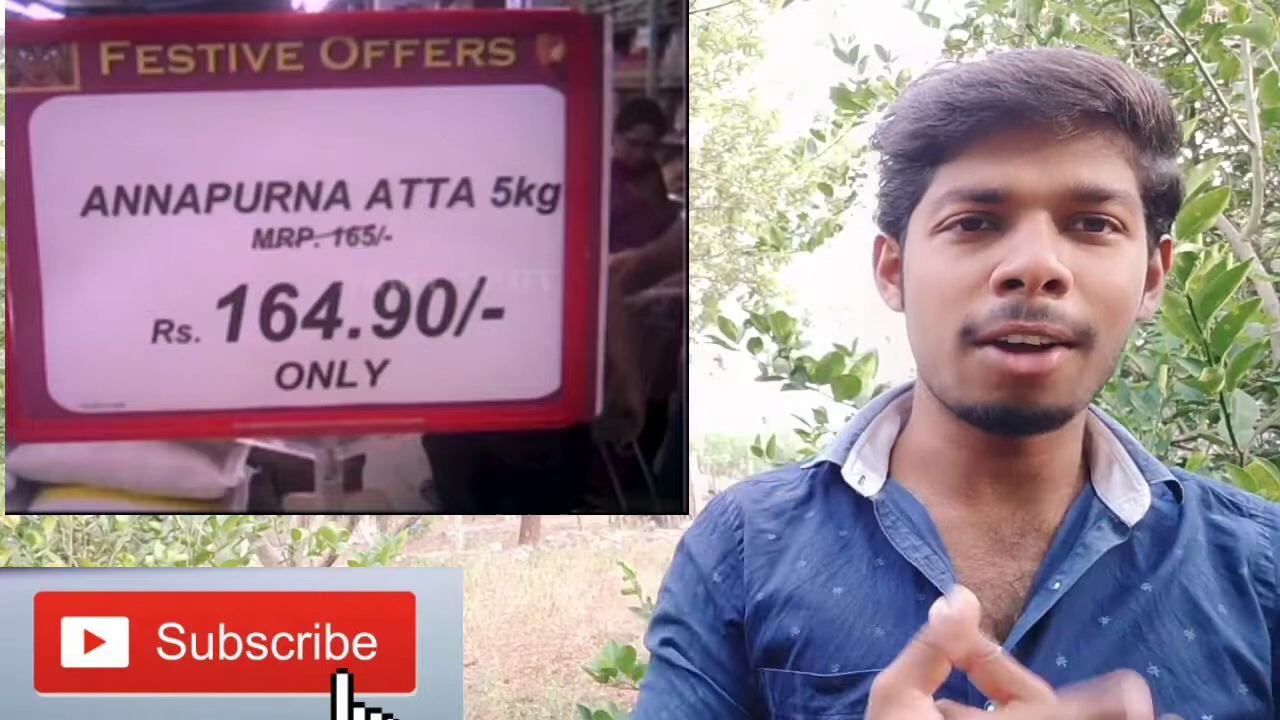 FESTIVE OFFERS
ANNAPURNA ATTA 5kg
MRP. 165/-
Rs. 164.90/-
ONLY
Subscribe